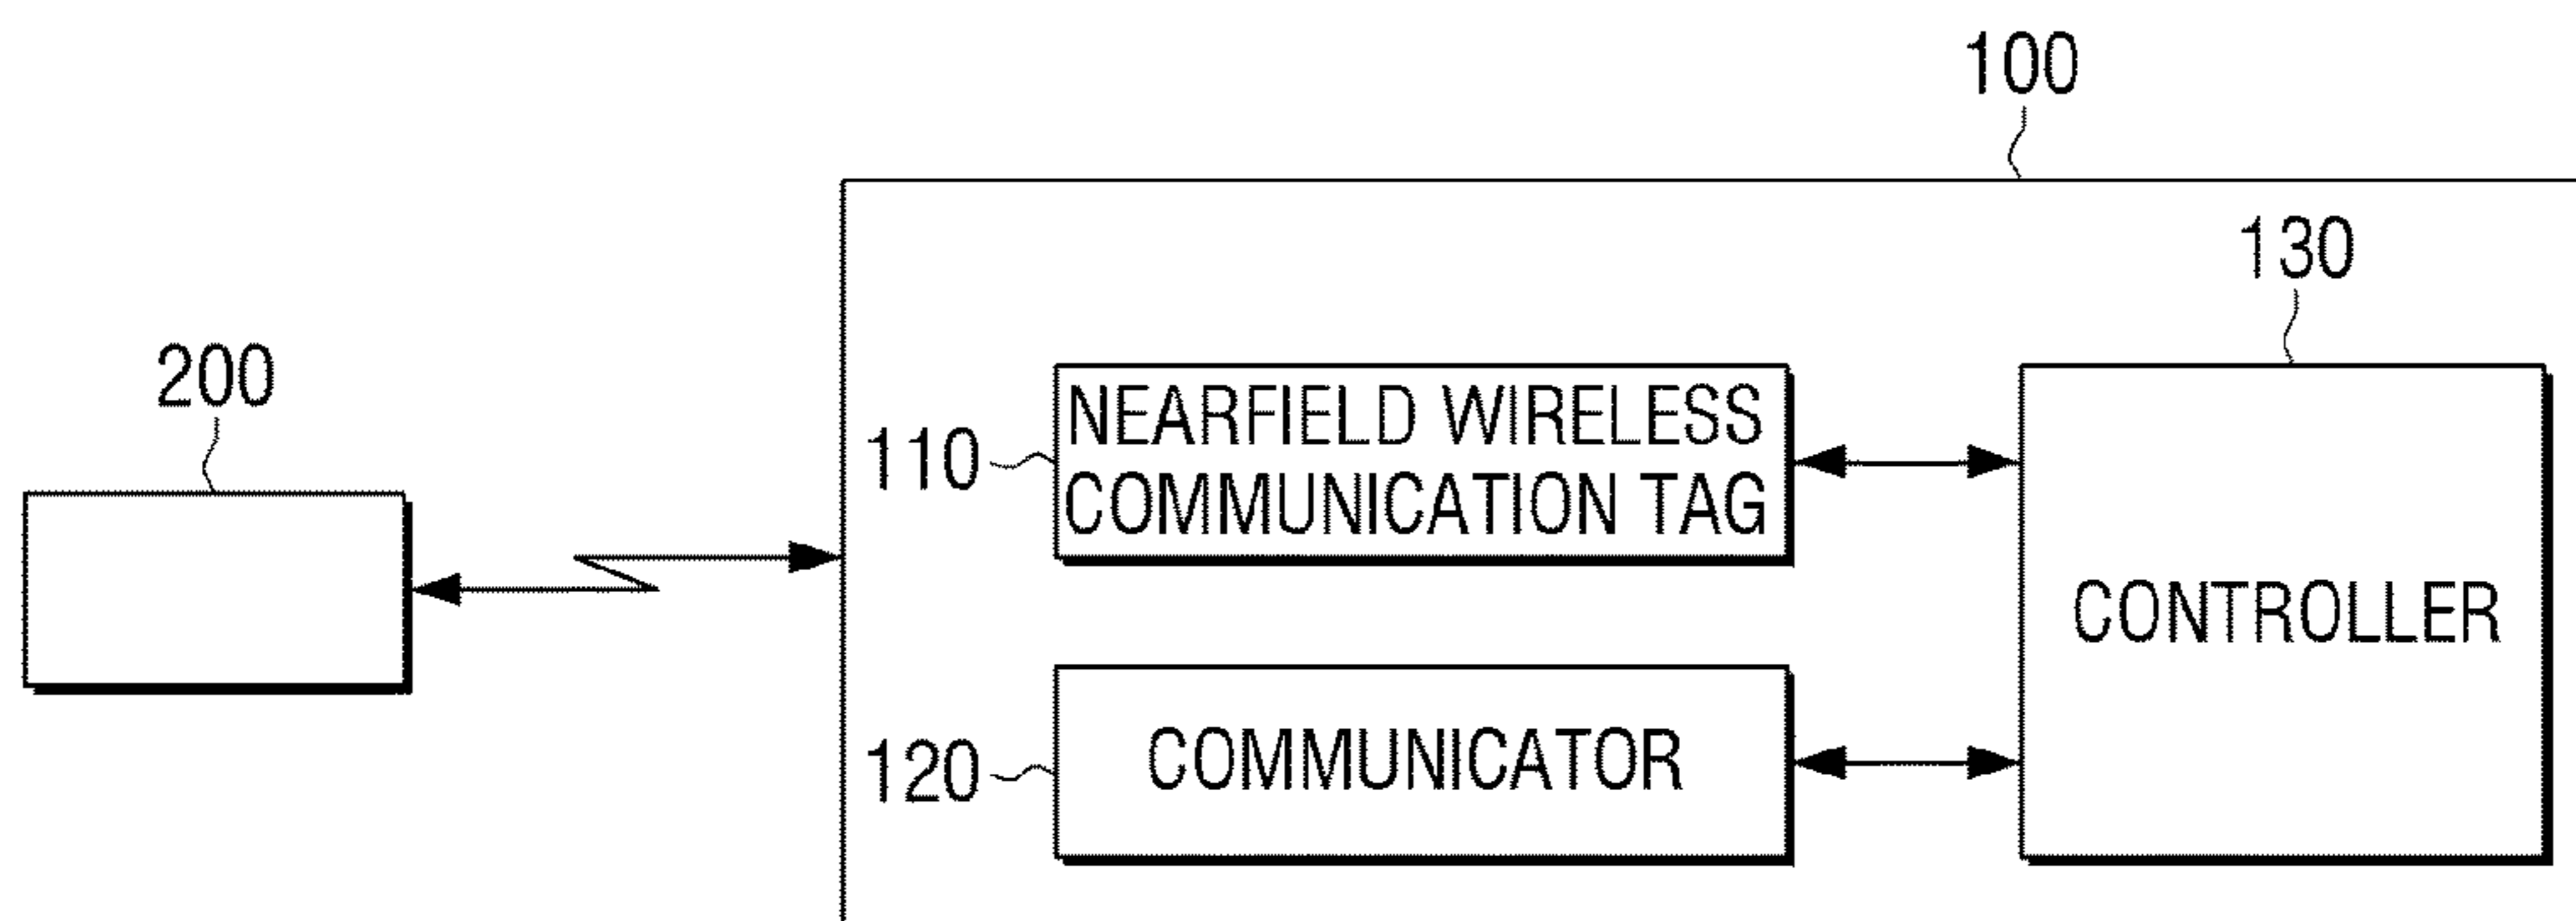 100
130
200
110
NEARFIELD WIRELESS
COMMUNICATION TAG
CONTROLLER
120
COMMUNICATOR